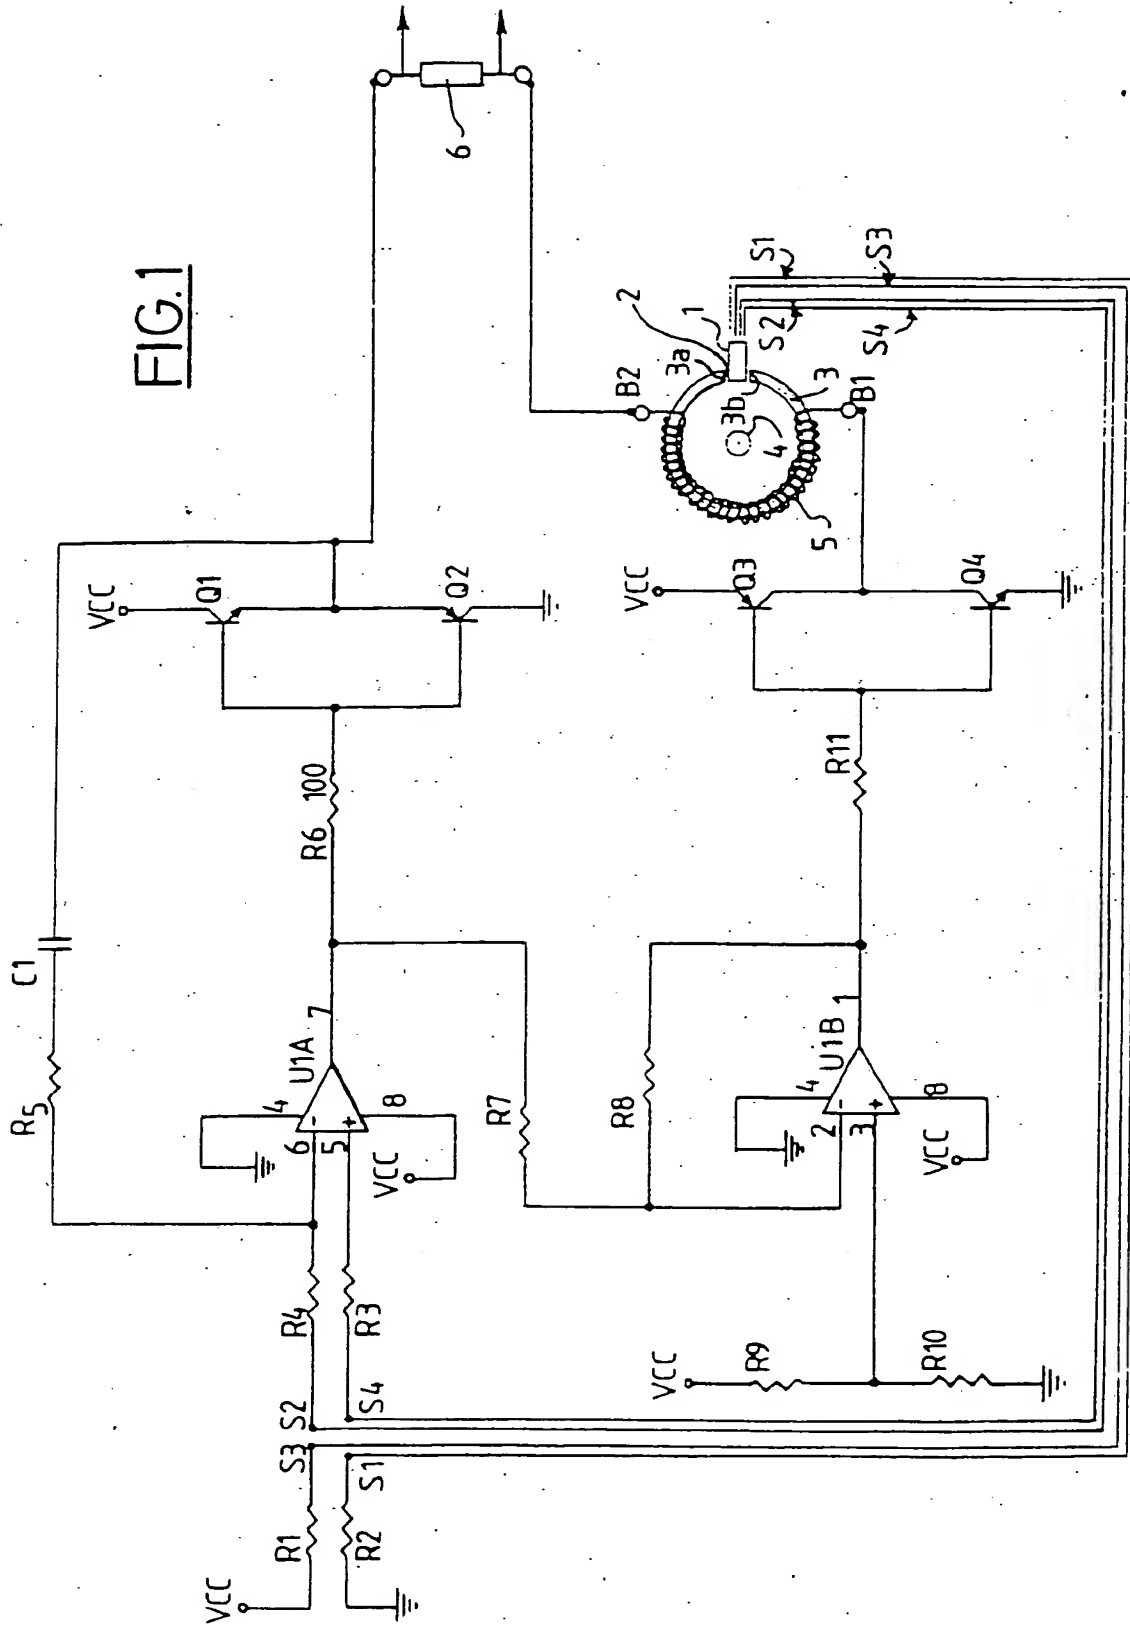 FIG.1
C1
R5
VCC
Q1
Q2
R6 100
U1A
4
6
5
7
8
VCC
R4
R3
S2
S4
S3
S1
R1
R2
VCC
R7
R8
6
B2
2
1
3a
3b
3
4
5
B1
S1
S3
S2
S4
VCC
Q3
Q4
R11
U1B
4
2
3
1
8
VCC
VCC
R9
R10